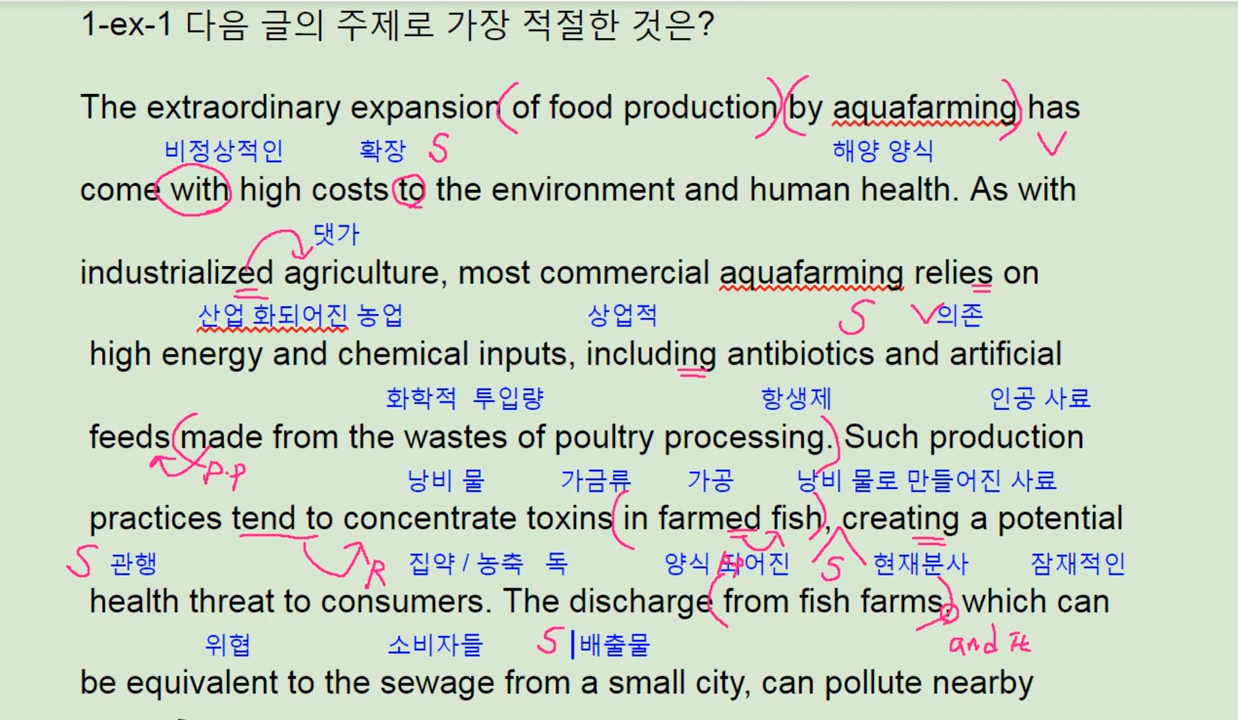 1-ex-1 다음 글의 주제로 가장 적절한 것은?
The extraordinary expansion (of food production) (by aquafarming) has
비정상적인 확장 S 해양 양식 V
come with high costs to the environment and human health. As with
댓가
industrialized agriculture, most commercial aquafarming relies on
산업 화되어진 농업 상업적 S V 의존
high energy and chemical inputs, including antibiotics and artificial
화학적 투입량 항생제 인공 사료
feeds (made from the wastes of poultry processing.) Such production
P.P 낭비 물 가금류 가공 낭비 물로 만들어진 사료
practices tend to concentrate toxins (in farmed fish), creating a potential
S 관행 R 집약 / 농축 독 양식 되어진 S 현재분사 잠재적인
health threat to consumers. The discharge (from fish farms), which can
위협 소비자들 S 배출물 and It
be equivalent to the sewage from a small city, can pollute nearby